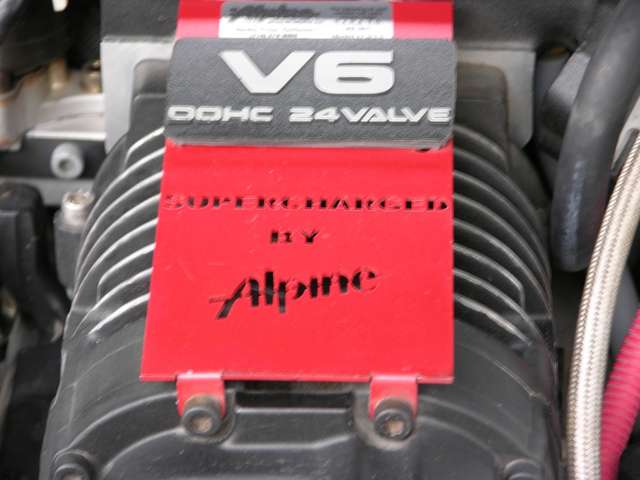 V6
DOHC 24VALVE
SUPERCHARGED
BY
Alpine